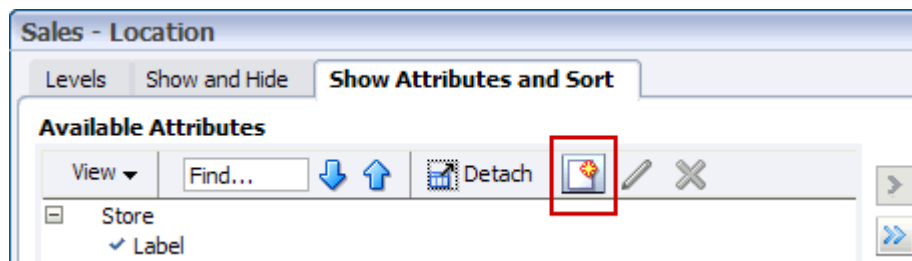 Sales - Location
Levels Show and Hide Show Attributes and Sort
Available Attributes
View Find... Detach
Store
Label